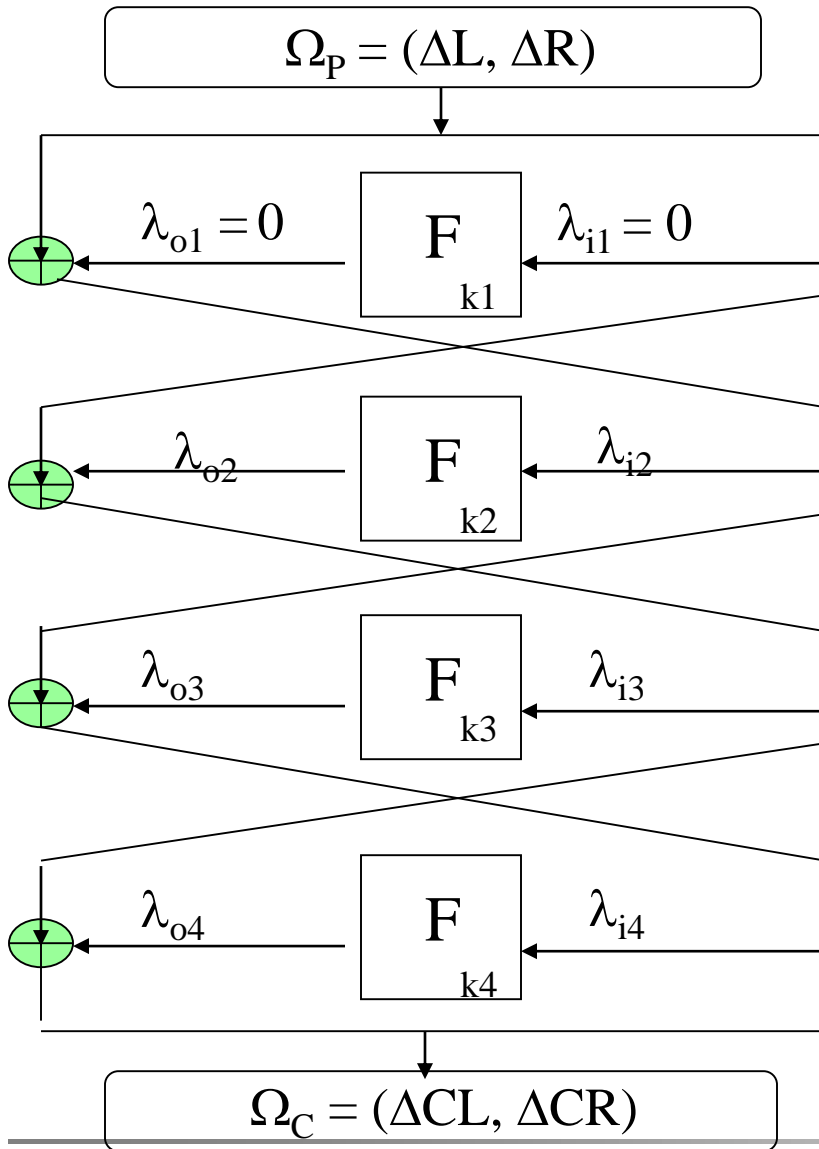 Ω_P = (ΔL, ΔR)
λ_o1 = 0 F λ_i1 = 0
k1
λ_o2 F λ_i2
k2
λ_o3 F λ_i3
k3
λ_o4 F λ_i4
k4
Ω_C = (ΔCL, ΔCR)